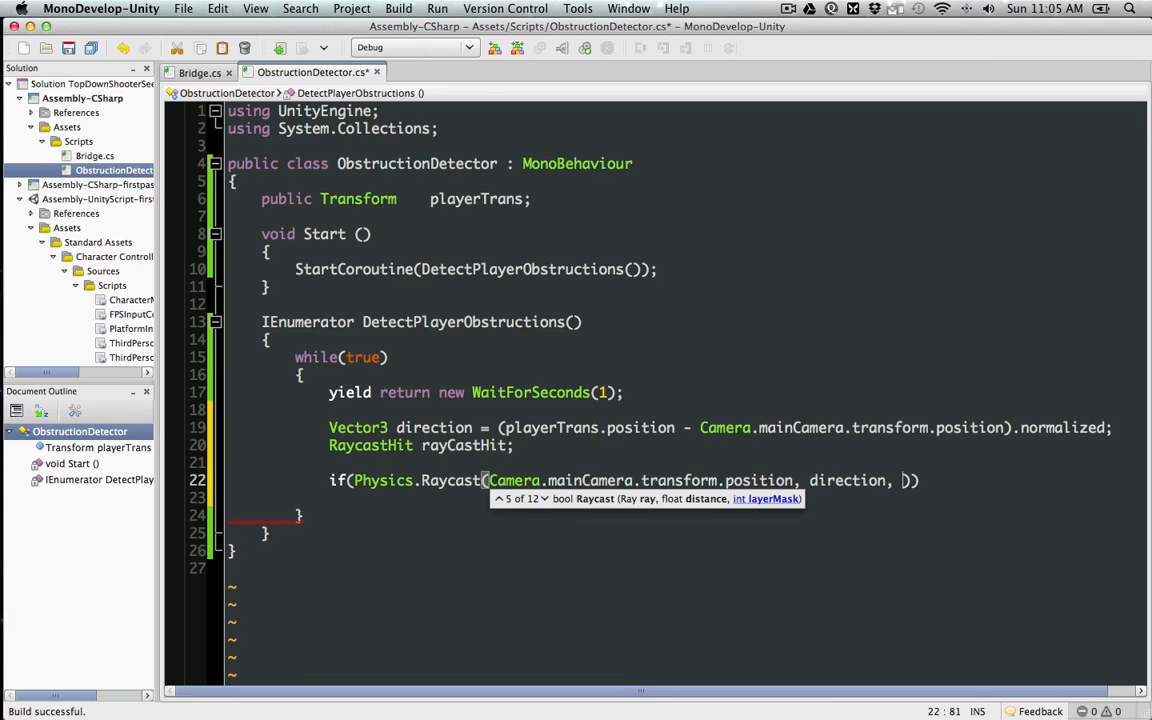 MonoDevelop-Unity File Edit View Search Project Build Run Version Control Tools Window Help Sun 11:05 AM
Assembly-CSharp – Assets/Scripts/ObstructionDetector.cs* – MonoDevelop-Unity
Debug
Solution
Bridge.cs ObstructionDetector.cs*
Solution TopDownShooterSee
ObstructionDetector DetectPlayerObstructions ()
Assembly-CSharp
References
Assets
Scripts
Bridge.cs
ObstructionDetect
Assembly-CSharp-firstpas
Assembly-UnityScript-first
References
Assets
Standard Assets
Character Controll
Sources
Scripts
CharacterM
FPSInputCo
PlatformIn
ThirdPerso
ThirdPerso
Document Outline
ObstructionDetector
Transform playerTrans
void Start ()
IEnumerator DetectPlay
1 using UnityEngine;
2 using System.Collections;
3
4 public class ObstructionDetector : MonoBehaviour
5 {
6 public Transform playerTrans;
7
8 void Start ()
9 {
10 StartCoroutine(DetectPlayerObstructions());
11 }
12
13 IEnumerator DetectPlayerObstructions()
14 {
15 while(true)
16 {
17 yield return new WaitForSeconds(1);
18
19 Vector3 direction = (playerTrans.position - Camera.mainCamera.transform.position).normalized;
20 RaycastHit rayCastHit;
21
22 if(Physics.Raycast(Camera.mainCamera.transform.position, direction, ))
5 of 12 bool Raycast (Ray ray, float distance, int layerMask)
23
24 }
25 }
26 }
27
~
~
~
~
~
~
Build successful. 22 : 81 INS Feedback 0 0